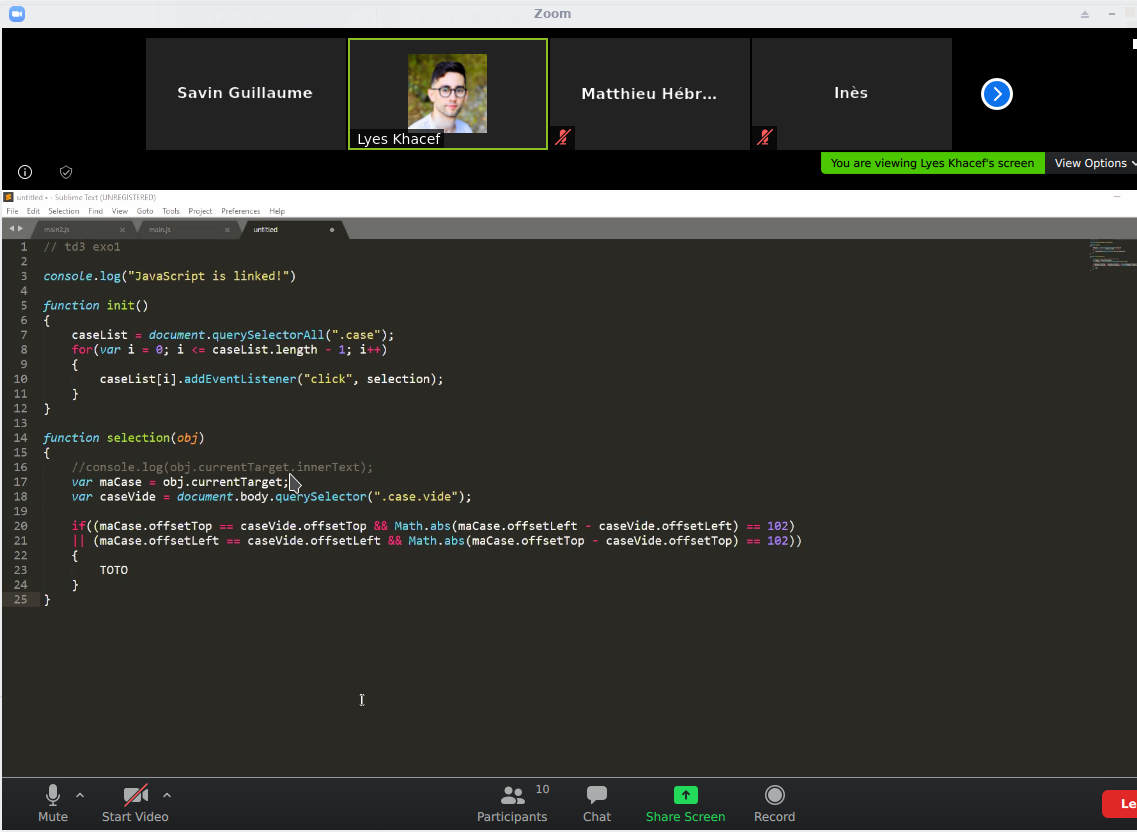 Zoom
Savin Guillaume
Lyes Khacef
Matthieu Hébr...
Inès
You are viewing Lyes Khacef's screen
View Options
untitled • - Sublime Text (UNREGISTERED)
File Edit Selection Find View Goto Tools Project Preferences Help
main2.js × main.js × untitled
1 // td3 exo1
2
3 console.log("JavaScript is linked!")
4
5 function init()
6 {
7     caseList = document.querySelectorAll(".case");
8     for(var i = 0; i <= caseList.length - 1; i++)
9     {
10         caseList[i].addEventListener("click", selection);
11     }
12 }
13
14 function selection(obj)
15 {
16     //console.log(obj.currentTarget.innerText);
17     var maCase = obj.currentTarget;
18     var caseVide = document.body.querySelector(".case.vide");
19
20     if((maCase.offsetTop == caseVide.offsetTop && Math.abs(maCase.offsetLeft - caseVide.offsetLeft) == 102)
21     || (maCase.offsetLeft == caseVide.offsetLeft && Math.abs(maCase.offsetTop - caseVide.offsetTop) == 102))
22     {
23         TOTO
24     }
25 }
Mute
Start Video
Participants 10
Chat
Share Screen
Record
Le